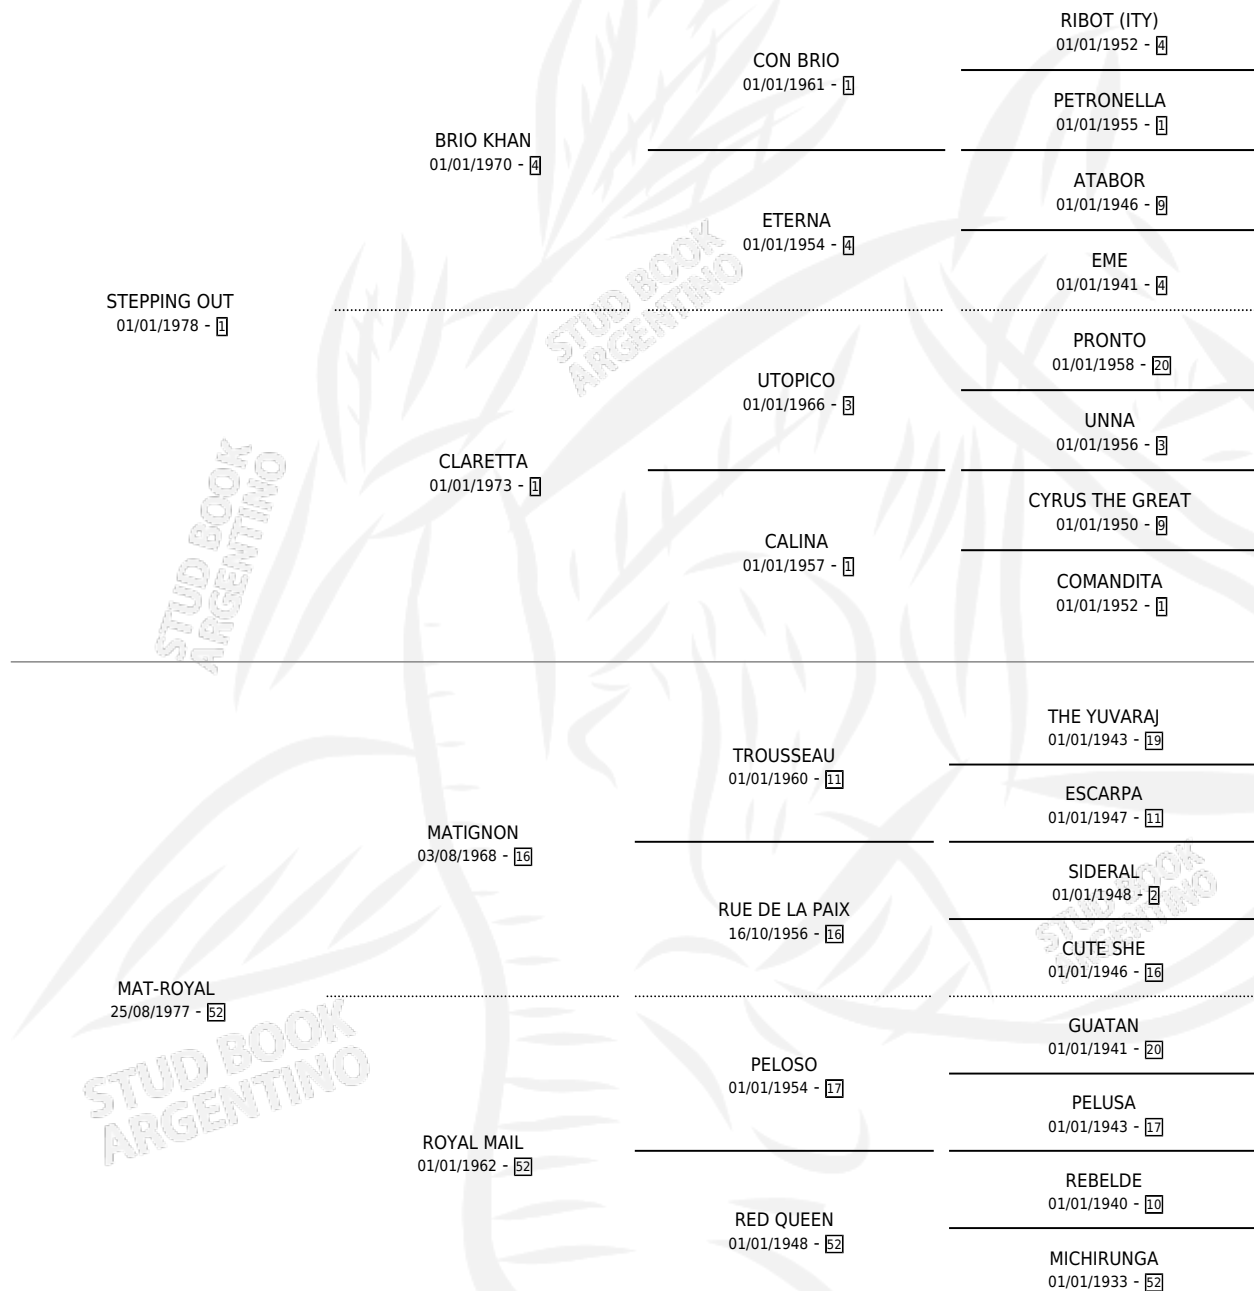 RIBOT (ITY)
01/01/1952 - 4
CON BRIO
01/01/1961 - 1
PETRONELLA
01/01/1955 - 1
BRIO KHAN
01/01/1970 - 4
ATABOR
01/01/1946 - 9
ETERNA
01/01/1954 - 4
EME
01/01/1941 - 4
STEPPING OUT
01/01/1978 - 1
PRONTO
01/01/1958 - 20
UTOPICO
01/01/1966 - 3
UNNA
01/01/1956 - 3
CLARETTA
01/01/1973 - 1
CYRUS THE GREAT
01/01/1950 - 9
CALINA
01/01/1957 - 1
COMANDITA
01/01/1952 - 1
THE YUVARAJ
01/01/1943 - 19
TROUSSEAU
01/01/1960 - 11
ESCARPA
01/01/1947 - 11
MATIGNON
03/08/1968 - 16
SIDERAL
01/01/1948 - 2
RUE DE LA PAIX
16/10/1956 - 16
CUTE SHE
01/01/1946 - 16
MAT-ROYAL
25/08/1977 - 52
GUATAN
01/01/1941 - 20
PELOSO
01/01/1954 - 17
PELUSA
01/01/1943 - 17
ROYAL MAIL
01/01/1962 - 52
REBELDE
01/01/1940 - 10
RED QUEEN
01/01/1948 - 52
MICHIRUNGA
01/01/1933 - 52
STUD BOOK
ARGENTINO
STUD BOOK
ARGENTINO
STUD BOOK
ARGENTINO
STUD BOOK
ARGENTINO